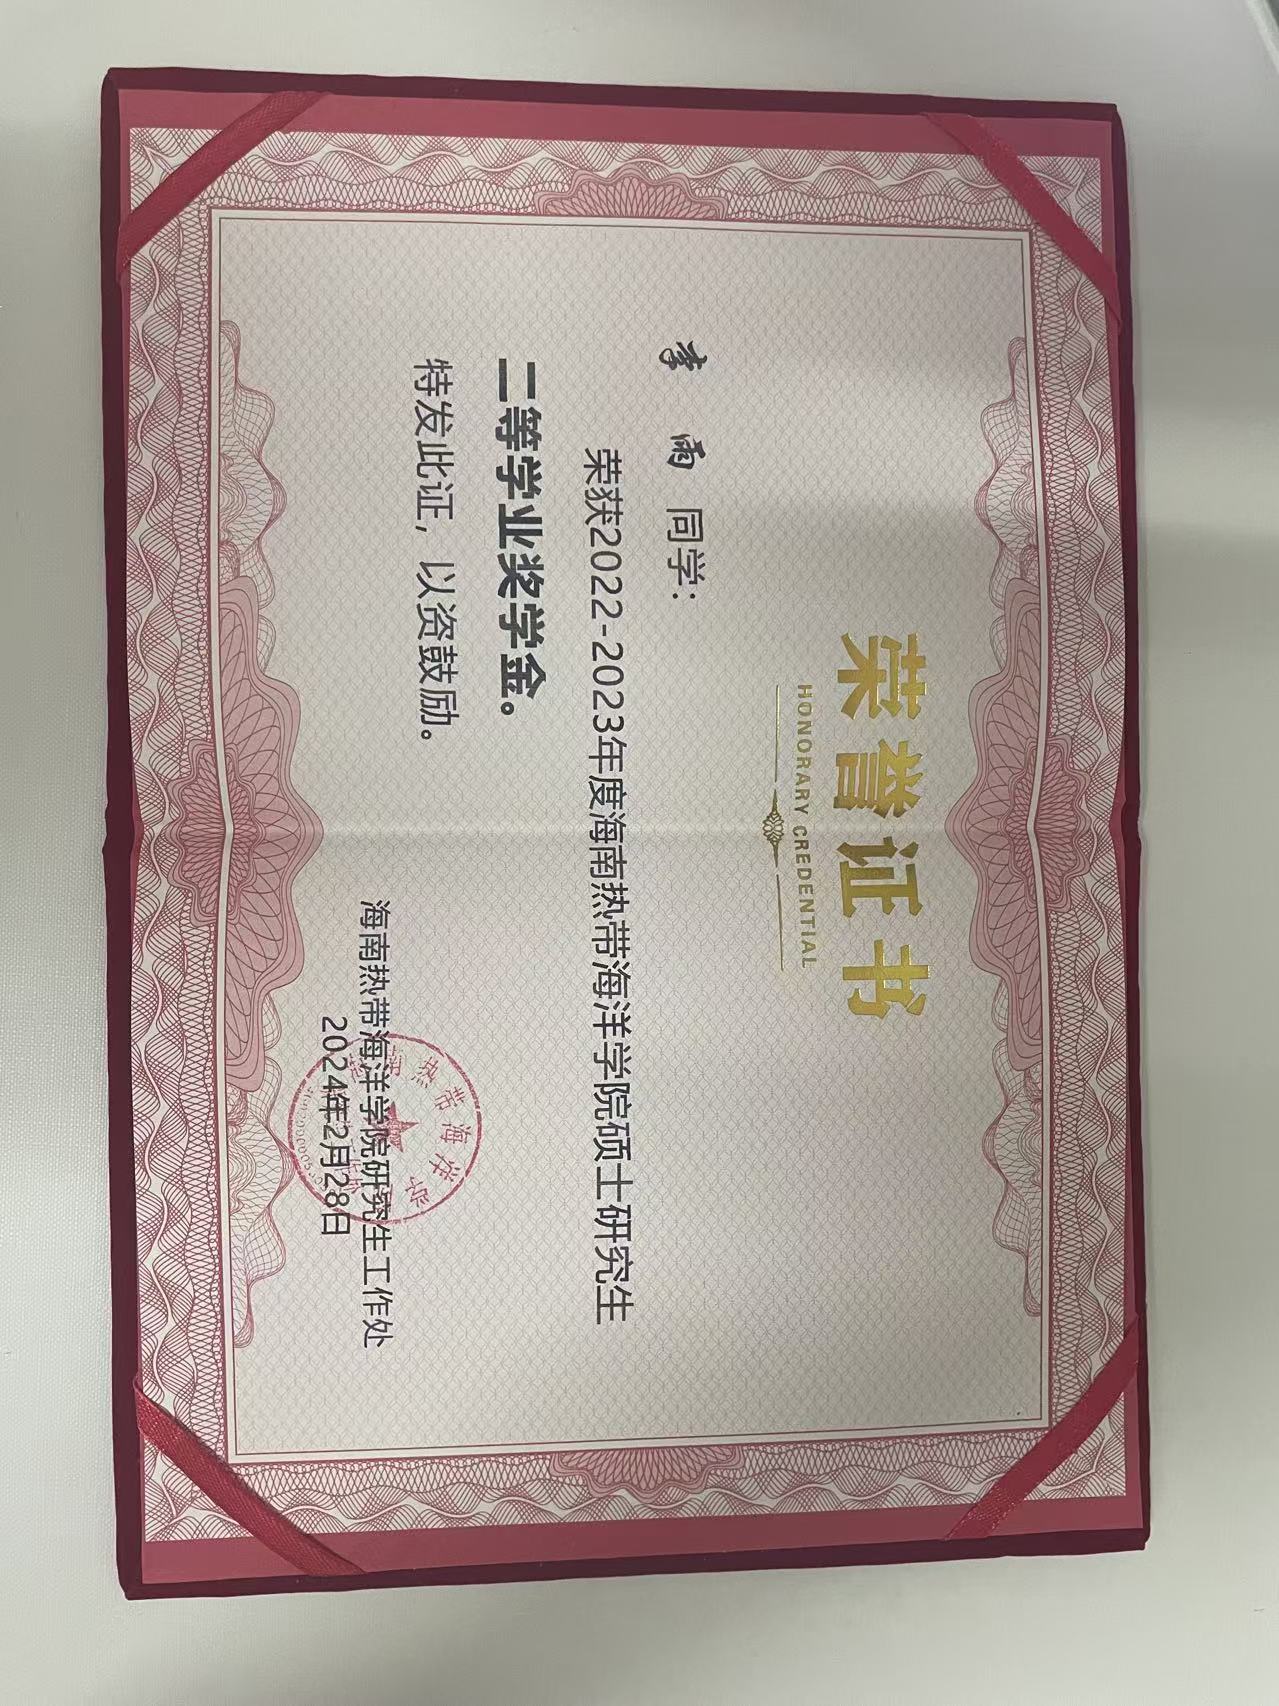 荣誉证书
HONORARY CREDENTIAL
李雨 同学：
荣获2022-2023年度海南热带海洋学院硕士研究生
二等学业奖学金。
特发此证，以资鼓励。
海南热带海洋学院研究生工作处
2024年2月28日